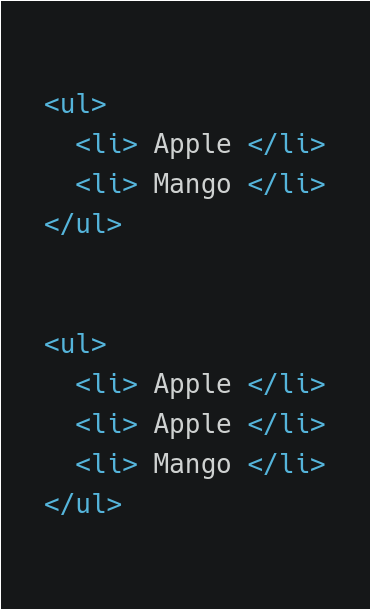 <ul>
  <li> Apple </li>
  <li> Mango </li>
</ul>
<ul>
  <li> Apple </li>
  <li> Apple </li>
  <li> Mango </li>
</ul>